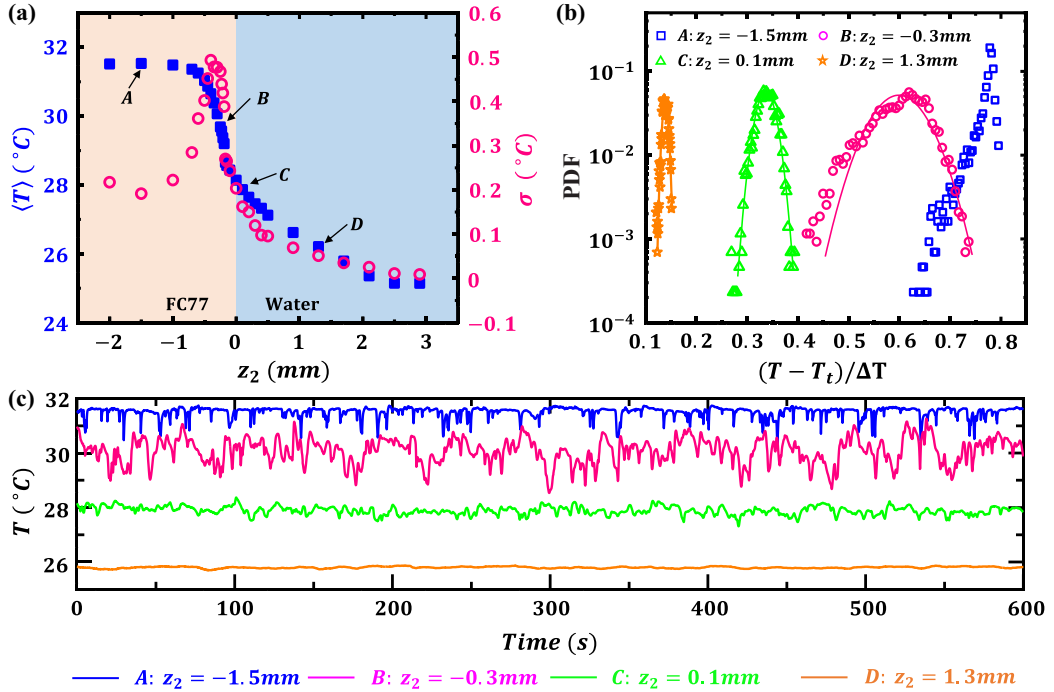 (a)
⟨T⟩ (°C)
32
30
28
26
24
A
B
C
D
FC77
Water
−2
−1
0
1
2
3
z₂ (mm)
0.6
0.5
0.4
0.3
0.2
0.1
0
−0.1
σ (°C)
(b)
PDF
10⁻¹
10⁻²
10⁻³
10⁻⁴
A: z₂ = −1.5mm
B: z₂ = −0.3mm
C: z₂ = 0.1mm
D: z₂ = 1.3mm
0.1
0.2
0.3
0.4
0.5
0.6
0.7
0.8
(T − Tₜ)/ΔT
(c)
T (°C)
32
30
28
26
0
100
200
300
400
500
600
Time (s)
A: z₂ = −1.5mm
B: z₂ = −0.3mm
C: z₂ = 0.1mm
D: z₂ = 1.3mm